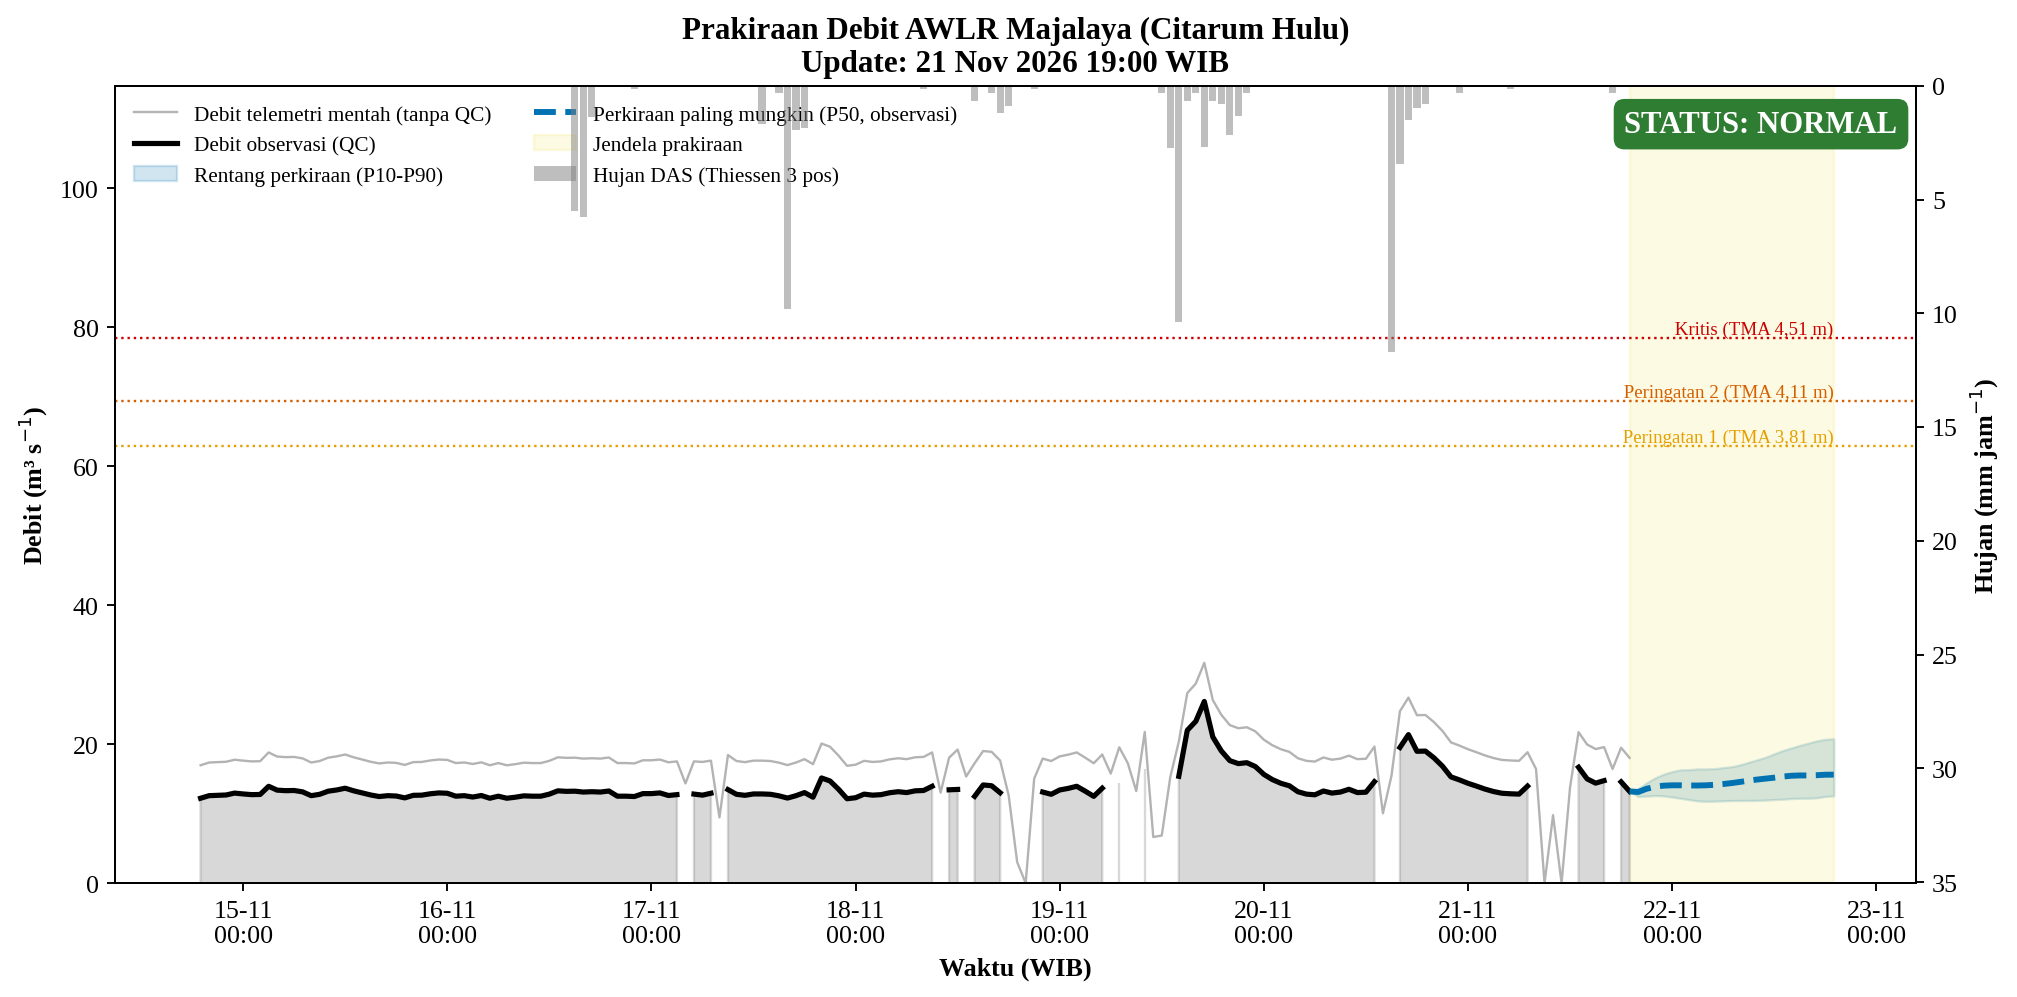 Prakiraan Debit AWLR Majalaya (Citarum Hulu)
Update: 21 Nov 2026 19:00 WIB
Debit telemetri mentah (tanpa QC)
Debit observasi (QC)
Rentang perkiraan (P10-P90)
Perkiraan paling mungkin (P50, observasi)
Jendela prakiraan
Hujan DAS (Thiessen 3 pos)
STATUS: NORMAL
Kritis (TMA 4,51 m)
Peringatan 2 (TMA 4,11 m)
Peringatan 1 (TMA 3,81 m)
Debit (m³ s⁻¹)
100
80
60
40
20
0
Hujan (mm jam⁻¹)
0
5
10
15
20
25
30
35
15-11 16-11 17-11 18-11 19-11 20-11 21-11 22-11 23-11
00:00 00:00 00:00 00:00 00:00 00:00 00:00 00:00 00:00
Waktu (WIB)